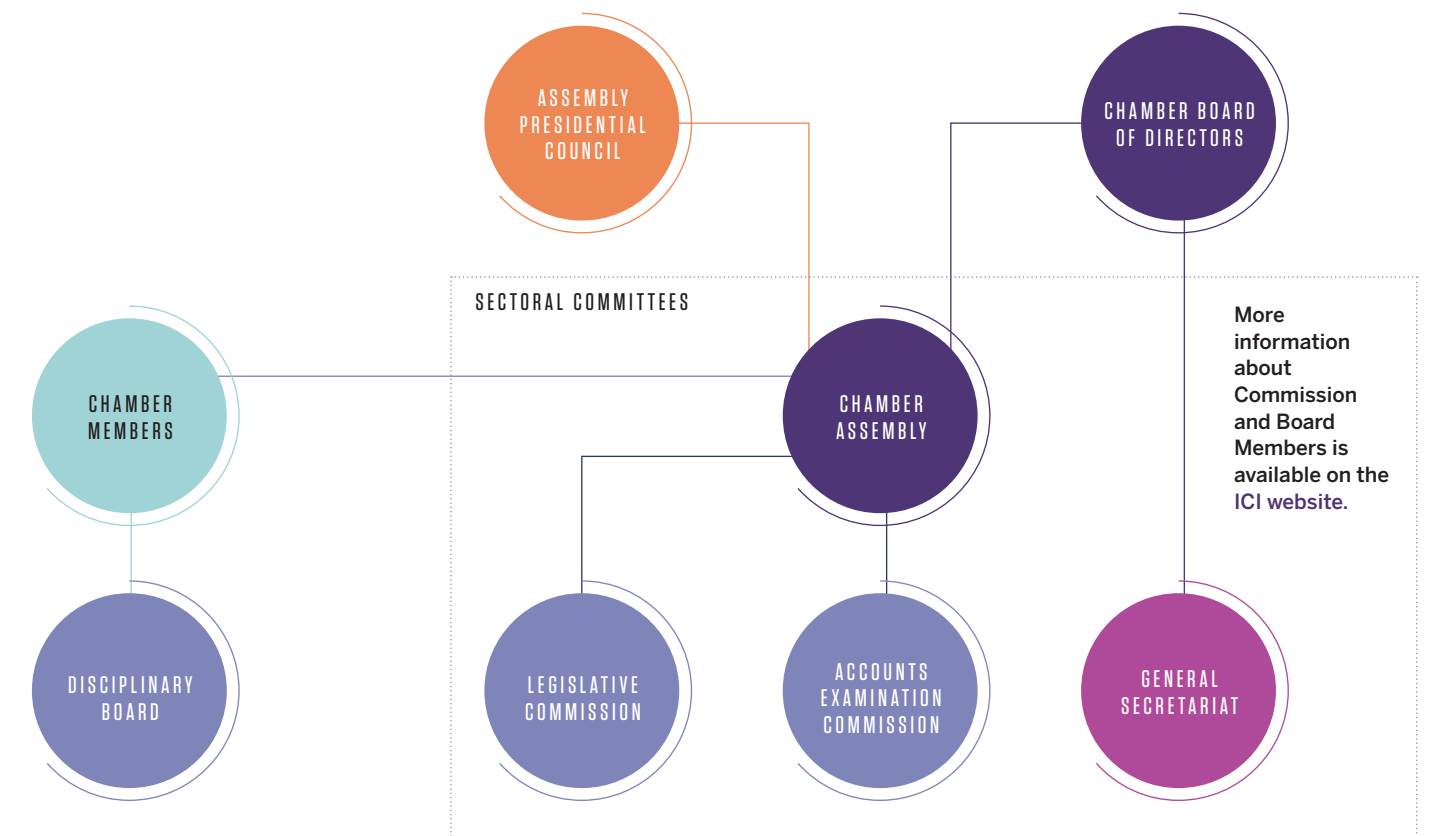 ASSEMBLY
PRESIDENTIAL
COUNCIL
CHAMBER BOARD
OF DIRECTORS
SECTORAL COMMITTEES
More
information
about
Commission
and Board
Members is
available on the
ICI website.
CHAMBER
MEMBERS
CHAMBER
ASSEMBLY
DISCIPLINARY
BOARD
LEGISLATIVE
COMMISSION
ACCOUNTS
EXAMINATION
COMMISSION
GENERAL
SECRETARIAT